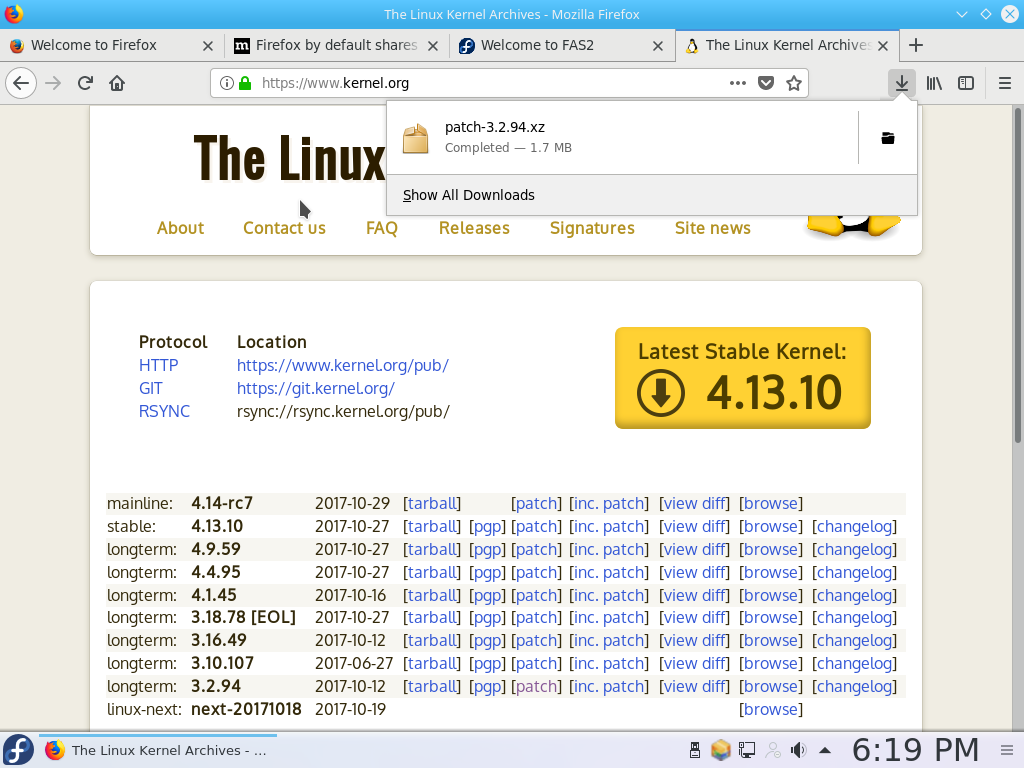 The Linux Kernel Archives - Mozilla Firefox
Welcome to Firefox
Firefox by default shares
Welcome to FAS2
The Linux Kernel Archives
https://www.kernel.org
patch-3.2.94.xz
Completed — 1.7 MB
Show All Downloads
The Linux
About Contact us FAQ Releases Signatures Site news
Protocol Location
HTTP https://www.kernel.org/pub/
GIT https://git.kernel.org/
RSYNC rsync://rsync.kernel.org/pub/
Latest Stable Kernel:
4.13.10
mainline: 4.14-rc7 2017-10-29 [tarball] [patch] [inc. patch] [view diff] [browse]
stable: 4.13.10 2017-10-27 [tarball] [pgp] [patch] [inc. patch] [view diff] [browse] [changelog]
longterm: 4.9.59 2017-10-27 [tarball] [pgp] [patch] [inc. patch] [view diff] [browse] [changelog]
longterm: 4.4.95 2017-10-27 [tarball] [pgp] [patch] [inc. patch] [view diff] [browse] [changelog]
longterm: 4.1.45 2017-10-16 [tarball] [pgp] [patch] [inc. patch] [view diff] [browse] [changelog]
longterm: 3.18.78 [EOL] 2017-10-27 [tarball] [pgp] [patch] [inc. patch] [view diff] [browse] [changelog]
longterm: 3.16.49 2017-10-12 [tarball] [pgp] [patch] [inc. patch] [view diff] [browse] [changelog]
longterm: 3.10.107 2017-06-27 [tarball] [pgp] [patch] [inc. patch] [view diff] [browse] [changelog]
longterm: 3.2.94 2017-10-12 [tarball] [pgp] [patch] [inc. patch] [view diff] [browse] [changelog]
linux-next: next-20171018 2017-10-19 [browse]
The Linux Kernel Archives - ...
6:19 PM